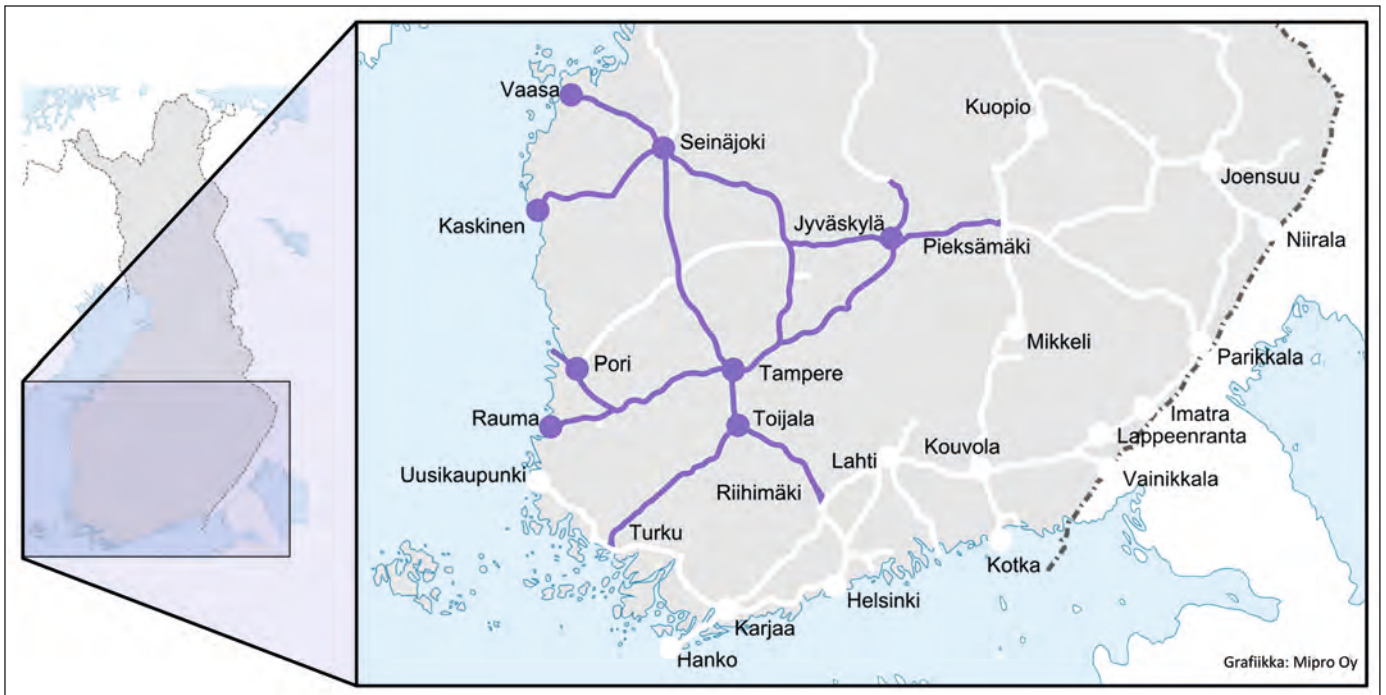 Vaasa
Kuopio
Seinäjoki
Joensuu
Kaskinen
Jyväskylä
Pieksämäki
Niirala
Mikkeli
Pori
Tampere
Parikkala
Rauma
Toijala
Imatra
Lappeenranta
Lahti
Kouvola
Uusikaupunki
Vainikkala
Riihimäki
Turku
Kotka
Helsinki
Karjaa
Hanko
Grafiikka: Mipro Oy